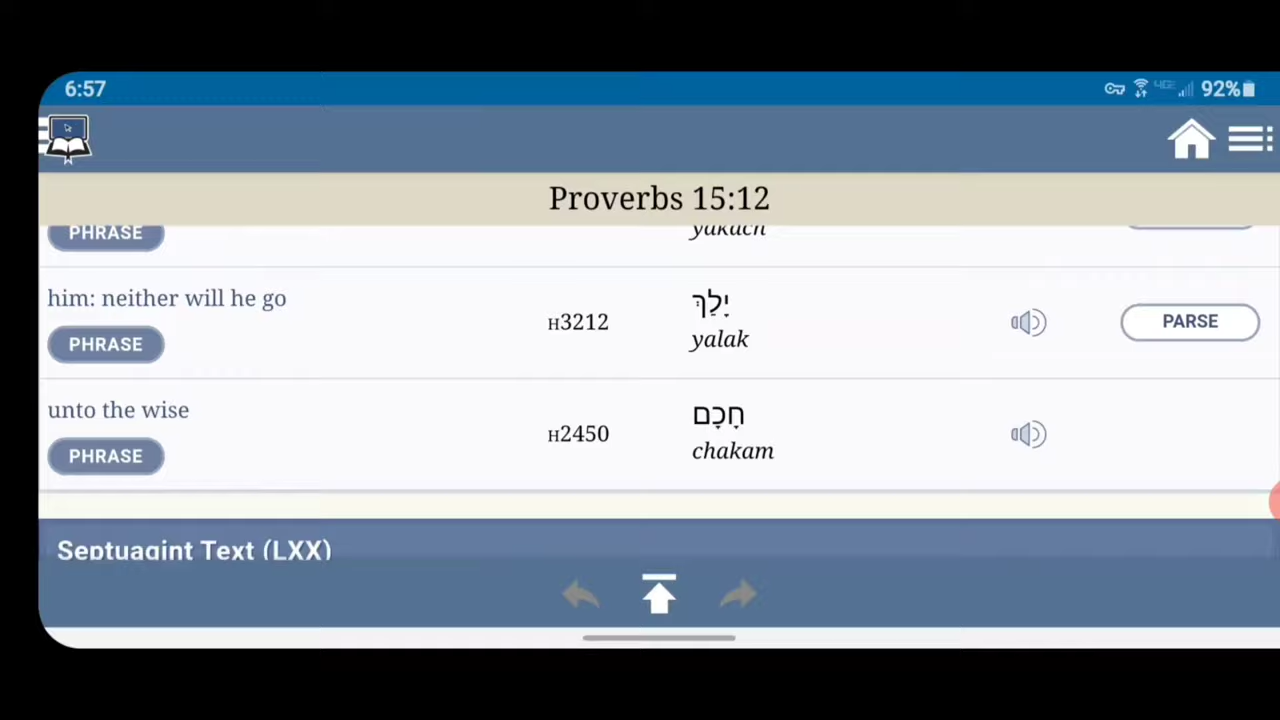 6:57
4GE 92%
Proverbs 15:12
PHRASE
yakach
him: neither will he go
H3212
יָלַךְ
yalak
PARSE
PHRASE
unto the wise
H2450
חָכָם
chakam
PHRASE
Septuagint Text (LXX)